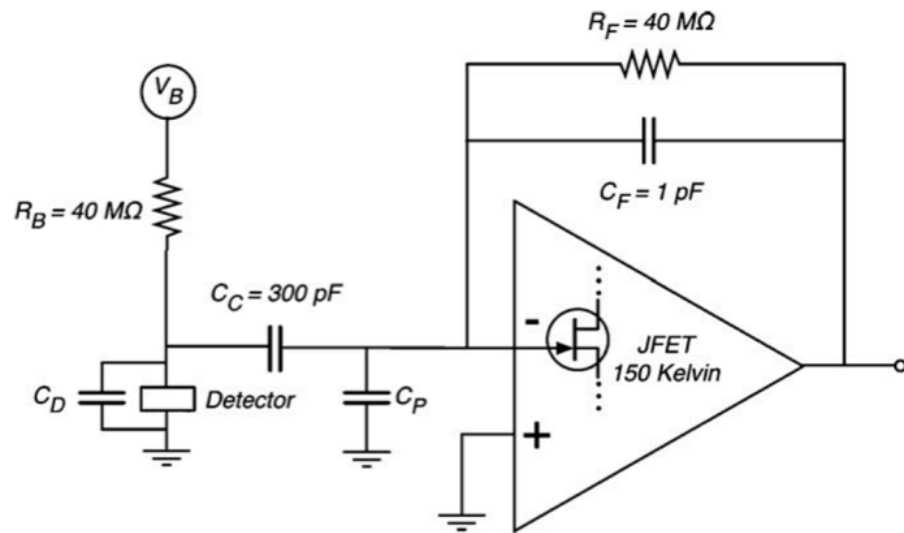 R_F = 40 MΩ
V_B
C_F = 1 pF
R_B = 40 MΩ
C_C = 300 pF
-
JFET
150 Kelvin
C_D
Detector
C_P
+